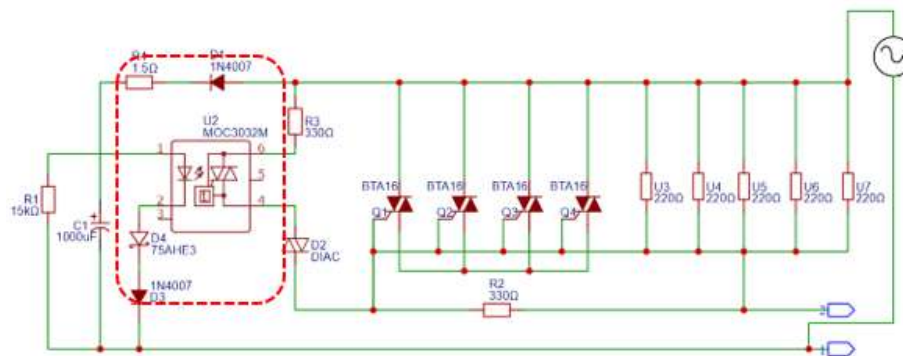 R4
1.5Ω
D1
1N4007
U2
MOC3032M
R3
330Ω
1
6
5
2
4
3
R1
15kΩ
C1
1000uF
D4
75AHE3
1N4007
D3
D2
DIAC
BTA16
Q1
BTA16
Q2
BTA16
Q3
BTA16
Q4
U3
220Ω
U4
220Ω
U5
220Ω
U6
220Ω
U7
220Ω
R2
330Ω
2
1